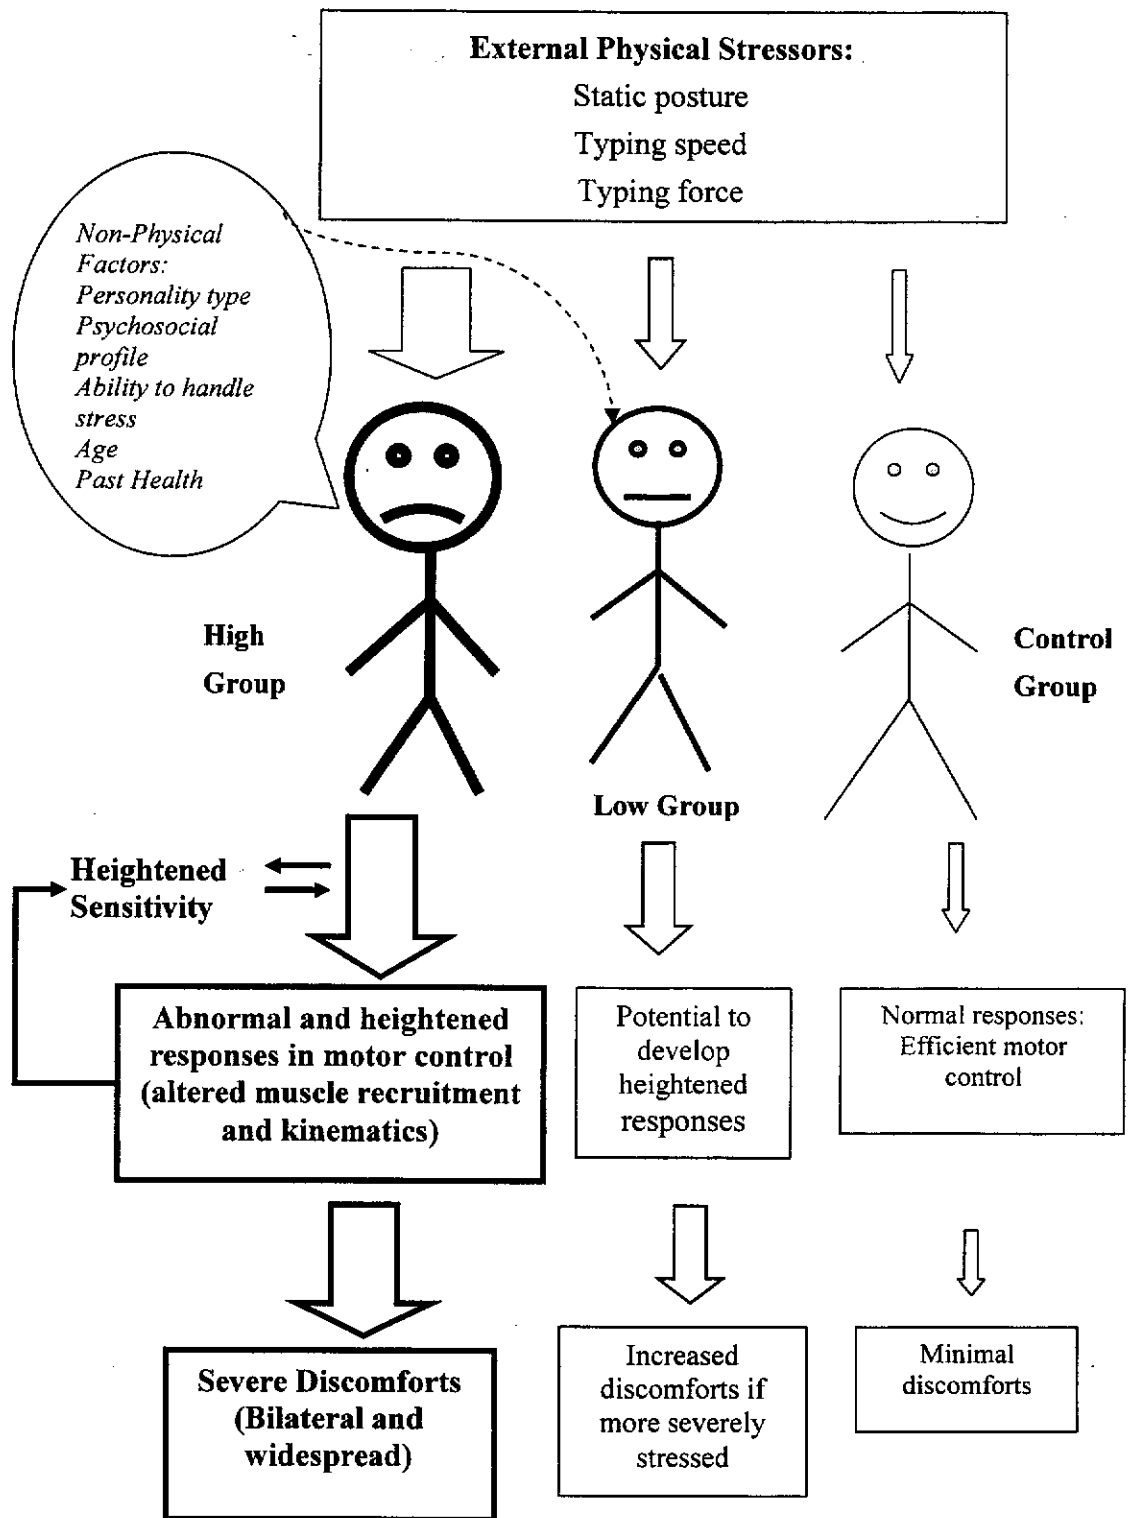 External Physical Stressors:
Static posture
Typing speed
Typing force
Non-Physical
Factors:
Personality type
Psychosocial
profile
Ability to handle
stress
Age
Past Health
High
Group
Low Group
Control
Group
Heightened
Sensitivity
Abnormal and heightened
responses in motor control
(altered muscle recruitment
and kinematics)
Potential to
develop
heightened
responses
Normal responses:
Efficient motor
control
Severe Discomforts
(Bilateral and
widespread)
Increased
discomforts if
more severely
stressed
Minimal
discomforts